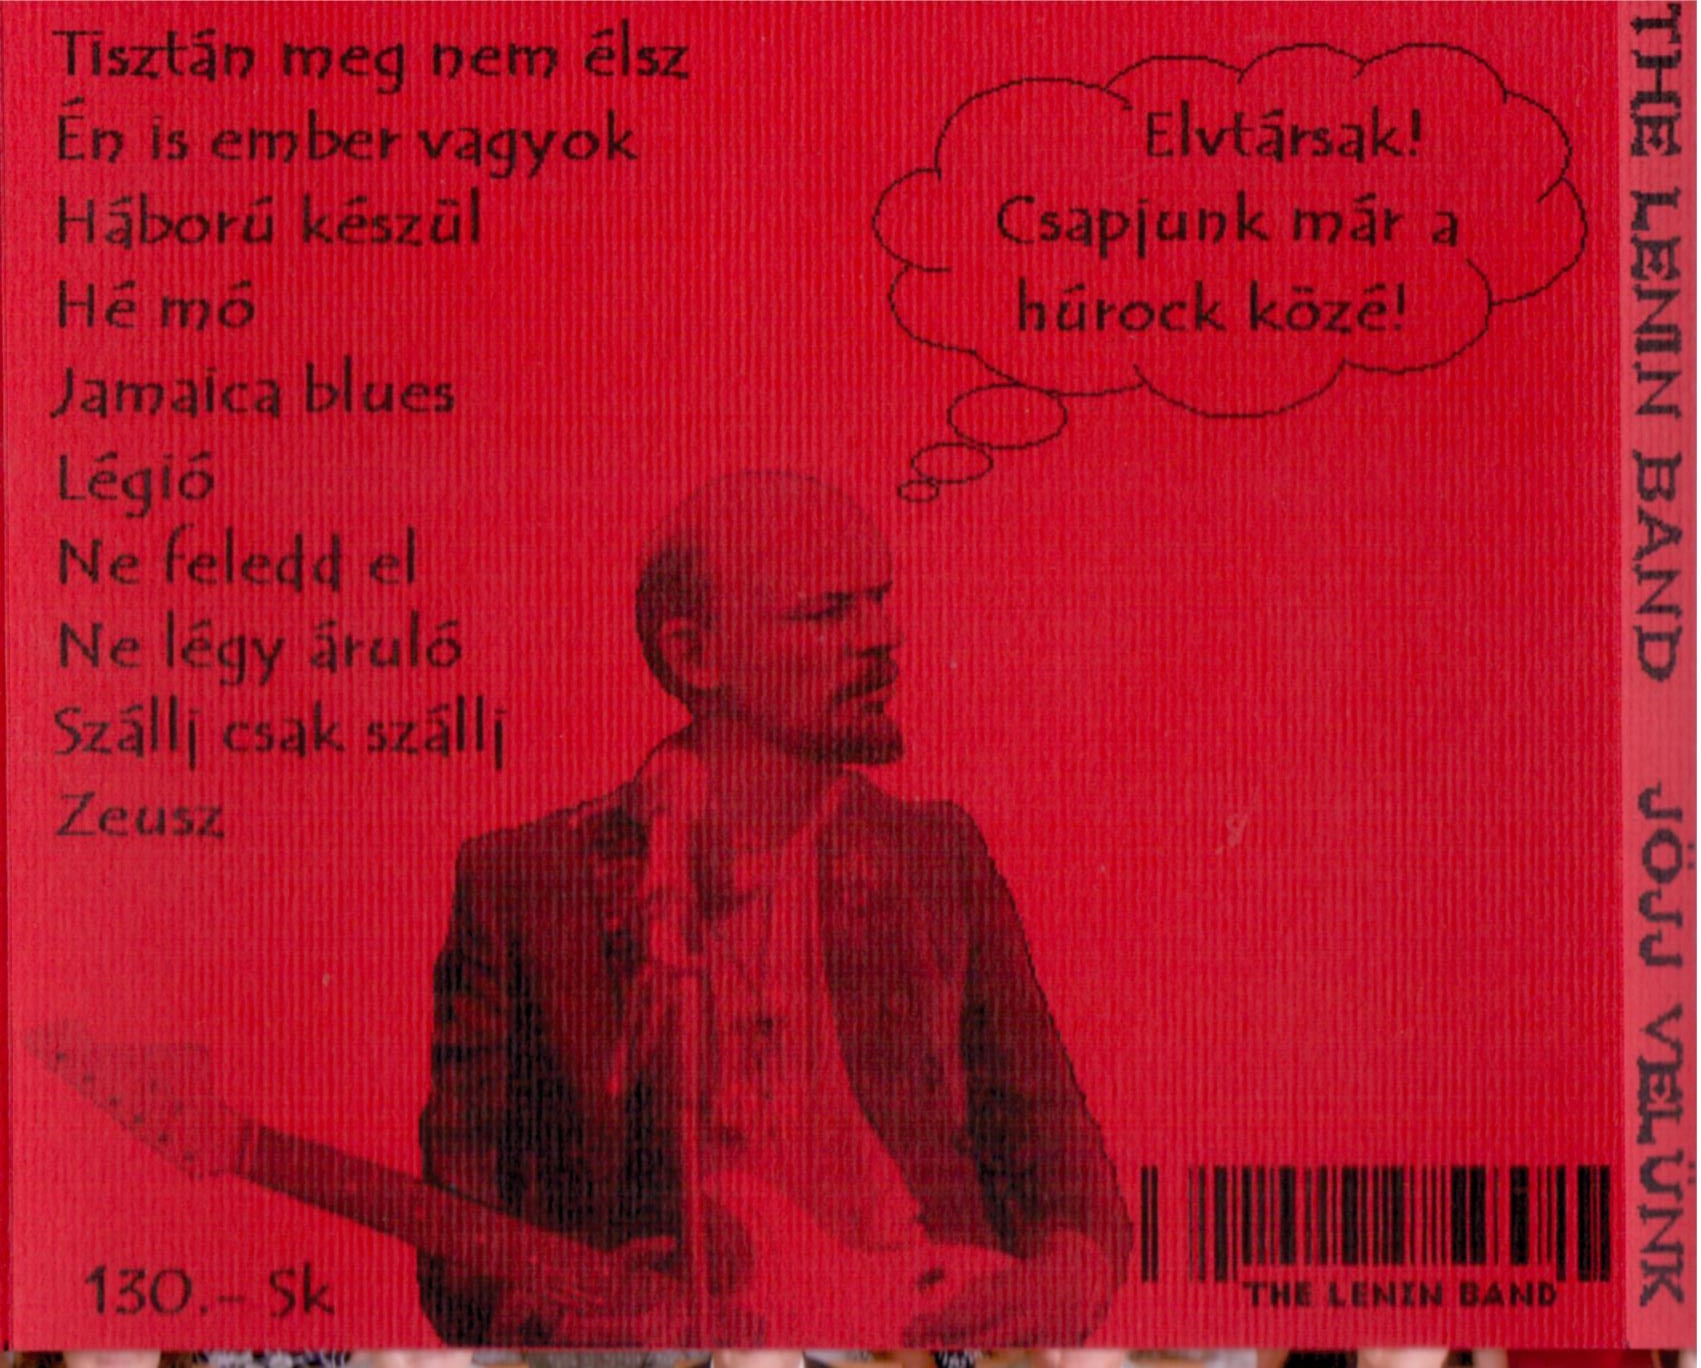 Tisztán meg nem élsz
Én is ember vagyok
Háború készül
Hé mó
Jamaica blues
Légió
Ne feledd el
Ne légy áruló
Szállj csak szállj
Zeusz
Elvtársak!
Csapjunk már a
húrock közé!
130.- Sk
THE LENIN BAND
THE LENIN BAND JÖJJ VELÜNK